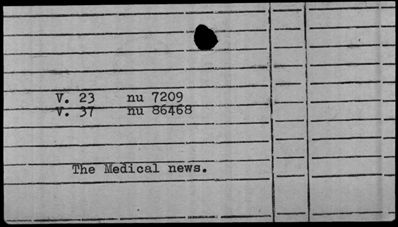 V. 23 nu 7209
V. 37 nu 86468
The Medical news.